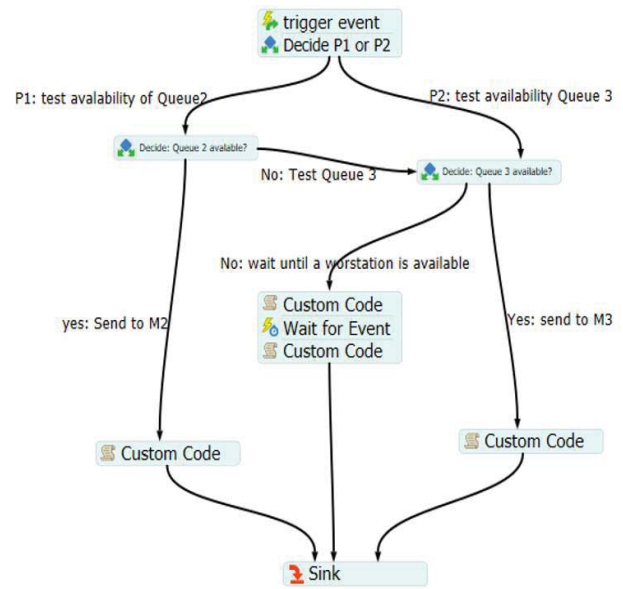 trigger event
Decide P1 or P2
P1: test avalability of Queue2
P2: test availability Queue 3
Decide: Queue 2 avalable?
Decide: Queue 3 available?
No: Test Queue 3
No: wait until a worstation is available
Custom Code
Wait for Event
Custom Code
yes: Send to M2
Yes: send to M3
Custom Code
Custom Code
Sink